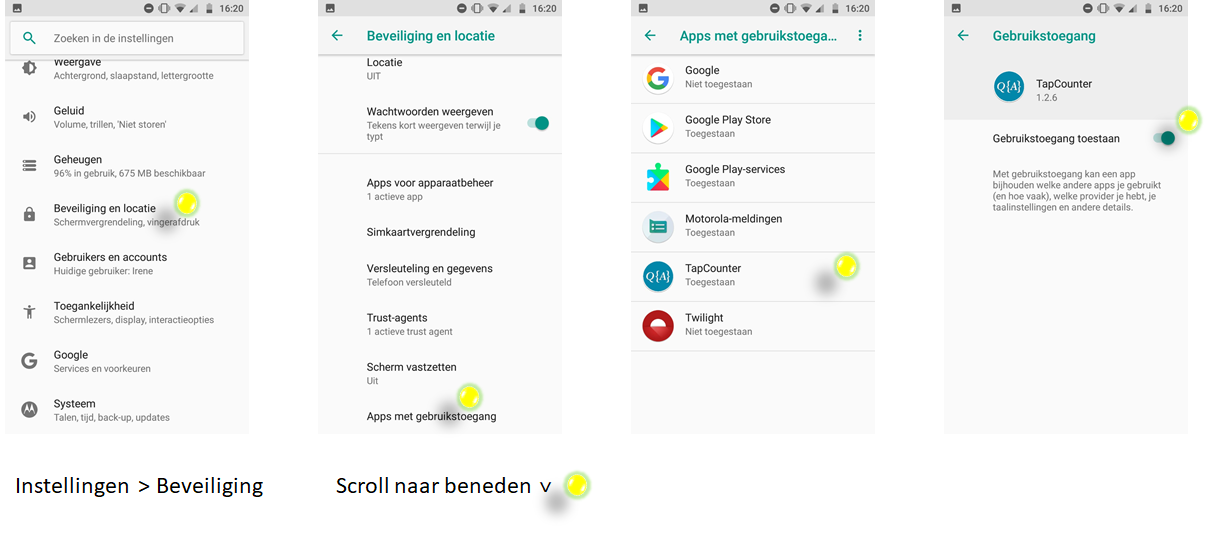 16:20
Zoeken in de instellingen
Weergave
Achtergrond, slaapstand, lettergrootte
Geluid
Volume, trillen, 'Niet storen'
Geheugen
96% in gebruik, 675 MB beschikbaar
Beveiliging en locatie
Schermvergrendeling, vingerafdruk
Gebruikers en accounts
Huidige gebruiker: Irene
Toegankelijkheid
Schermlezers, display, interactieopties
Google
Services en voorkeuren
Systeem
Talen, tijd, back-up, updates
Instellingen > Beveiliging
16:20
Beveiliging en locatie
Locatie
UIT
Wachtwoorden weergeven
Tekens kort weergeven terwijl je
typt
Apps voor apparaatbeheer
1 actieve app
Simkaartvergrendeling
Versleuteling en gegevens
Telefoon versleuteld
Trust-agents
1 actieve trust agent
Scherm vastzetten
Uit
Apps met gebruikstoegang
Scroll naar beneden v
16:20
Apps met gebruikstoega...
Google
Niet toegestaan
Google Play Store
Toegestaan
Google Play-services
Toegestaan
Motorola-meldingen
Toegestaan
Q{A}
TapCounter
Toegestaan
Twilight
Niet toegestaan
16:20
Gebruikstoegang
Q{A}
TapCounter
1.2.6
Gebruikstoegang toestaan
Met gebruikstoegang kan een app
bijhouden welke andere apps je gebruikt
(en hoe vaak), welke provider je hebt, je
taalinstellingen en andere details.